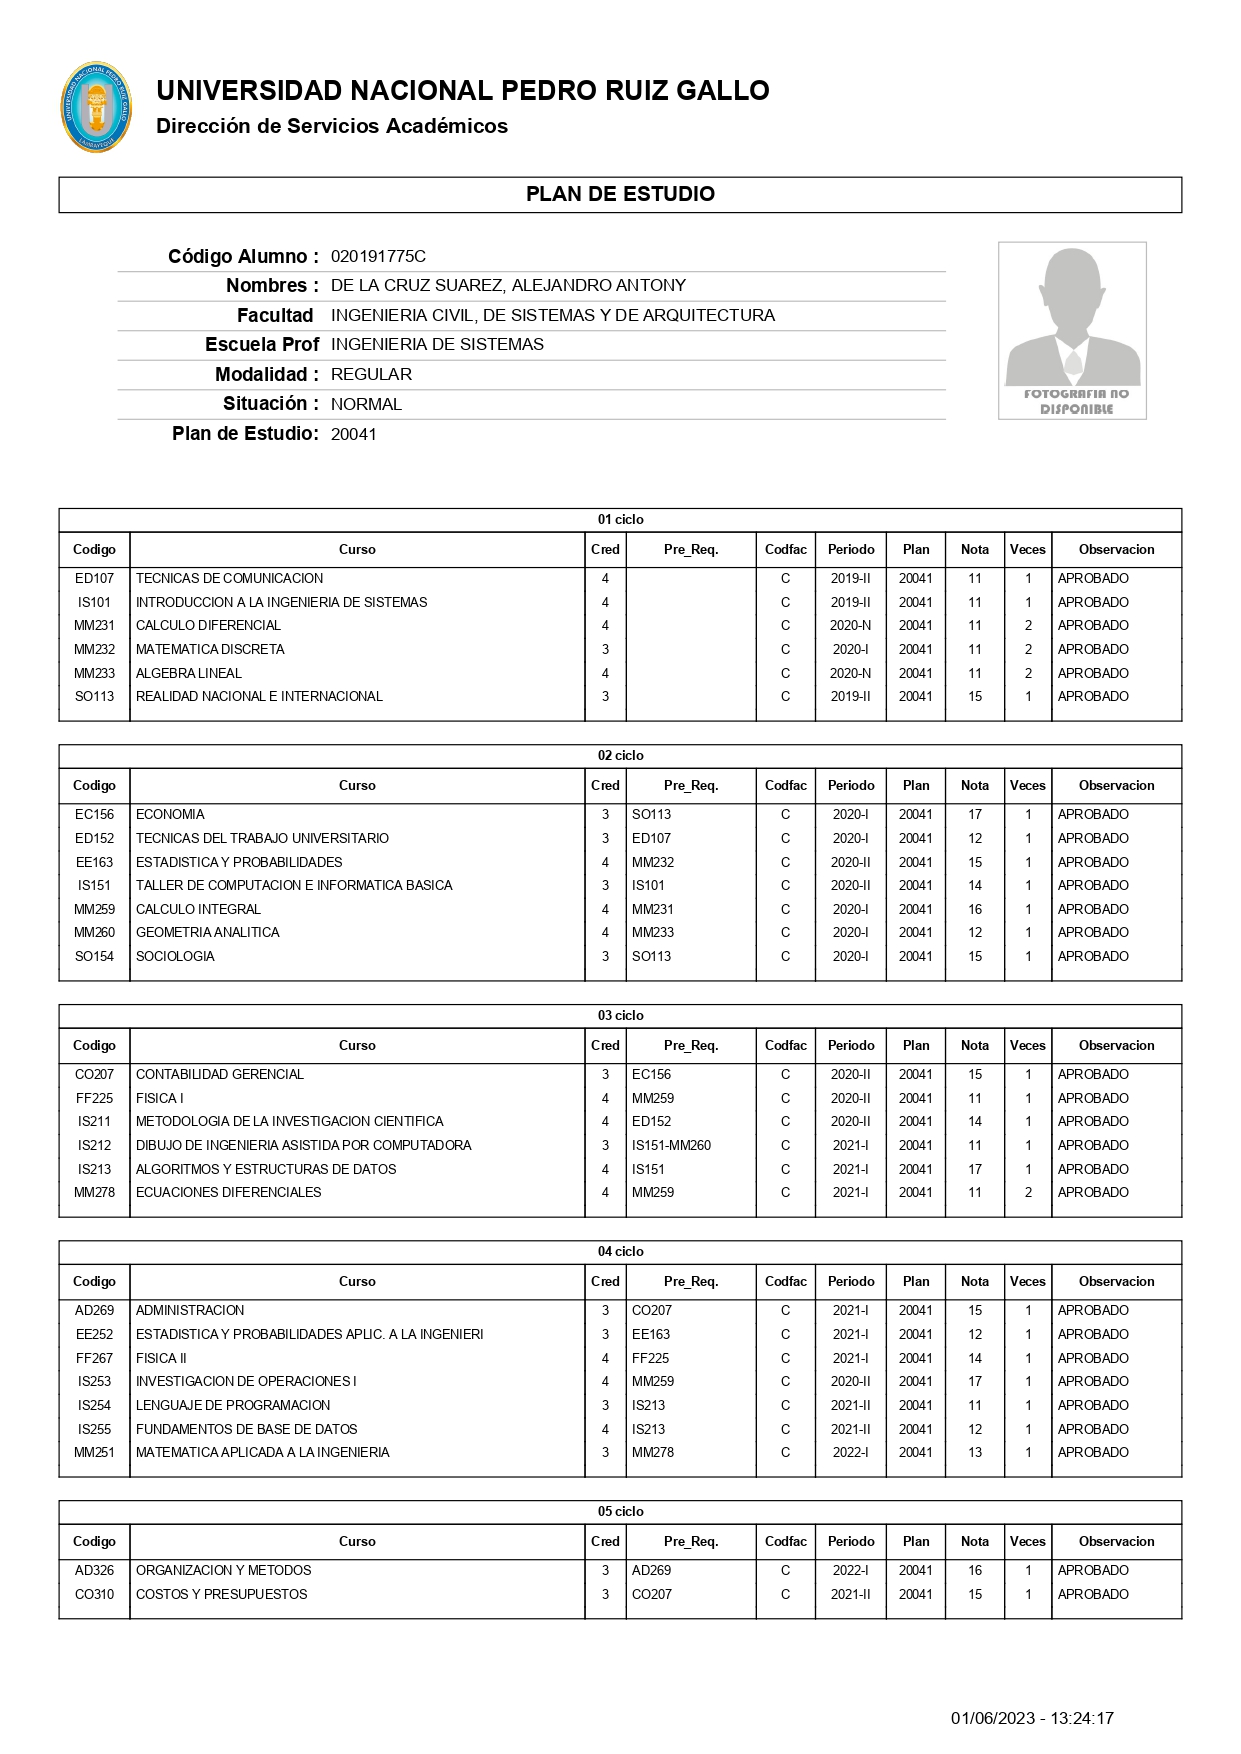 UNIVERSIDAD NACIONAL PEDRO RUIZ GALLO
Dirección de Servicios Académicos
UNIVERSIDAD NACIONAL PEDRO RUIZ GALLO
LAMBAYEQUE
PLAN DE ESTUDIO
Código Alumno : 020191775C
Nombres : DE LA CRUZ SUAREZ, ALEJANDRO ANTONY
Facultad INGENIERIA CIVIL, DE SISTEMAS Y DE ARQUITECTURA
Escuela Prof INGENIERIA DE SISTEMAS
Modalidad : REGULAR
Situación : NORMAL
Plan de Estudio: 20041
FOTOGRAFIA NO
DISPONIBLE
01 ciclo
Codigo Curso Cred Pre_Req. Codfac Periodo Plan Nota Veces Observacion
ED107 TECNICAS DE COMUNICACION 4 C 2019-II 20041 11 1 APROBADO
IS101 INTRODUCCION A LA INGENIERIA DE SISTEMAS 4 C 2019-II 20041 11 1 APROBADO
MM231 CALCULO DIFERENCIAL 4 C 2020-N 20041 11 2 APROBADO
MM232 MATEMATICA DISCRETA 3 C 2020-I 20041 11 2 APROBADO
MM233 ALGEBRA LINEAL 4 C 2020-N 20041 11 2 APROBADO
SO113 REALIDAD NACIONAL E INTERNACIONAL 3 C 2019-II 20041 15 1 APROBADO
02 ciclo
Codigo Curso Cred Pre_Req. Codfac Periodo Plan Nota Veces Observacion
EC156 ECONOMIA 3 SO113 C 2020-I 20041 17 1 APROBADO
ED152 TECNICAS DEL TRABAJO UNIVERSITARIO 3 ED107 C 2020-I 20041 12 1 APROBADO
EE163 ESTADISTICA Y PROBABILIDADES 4 MM232 C 2020-II 20041 15 1 APROBADO
IS151 TALLER DE COMPUTACION E INFORMATICA BASICA 3 IS101 C 2020-II 20041 14 1 APROBADO
MM259 CALCULO INTEGRAL 4 MM231 C 2020-I 20041 16 1 APROBADO
MM260 GEOMETRIA ANALITICA 4 MM233 C 2020-I 20041 12 1 APROBADO
SO154 SOCIOLOGIA 3 SO113 C 2020-I 20041 15 1 APROBADO
03 ciclo
Codigo Curso Cred Pre_Req. Codfac Periodo Plan Nota Veces Observacion
CO207 CONTABILIDAD GERENCIAL 3 EC156 C 2020-II 20041 15 1 APROBADO
FF225 FISICA I 4 MM259 C 2020-II 20041 11 1 APROBADO
IS211 METODOLOGIA DE LA INVESTIGACION CIENTIFICA 4 ED152 C 2020-II 20041 14 1 APROBADO
IS212 DIBUJO DE INGENIERIA ASISTIDA POR COMPUTADORA 3 IS151-MM260 C 2021-I 20041 11 1 APROBADO
IS213 ALGORITMOS Y ESTRUCTURAS DE DATOS 4 IS151 C 2021-I 20041 17 1 APROBADO
MM278 ECUACIONES DIFERENCIALES 4 MM259 C 2021-I 20041 11 2 APROBADO
04 ciclo
Codigo Curso Cred Pre_Req. Codfac Periodo Plan Nota Veces Observacion
AD269 ADMINISTRACION 3 CO207 C 2021-I 20041 15 1 APROBADO
EE252 ESTADISTICA Y PROBABILIDADES APLIC. A LA INGENIERI 3 EE163 C 2021-I 20041 12 1 APROBADO
FF267 FISICA II 4 FF225 C 2021-I 20041 14 1 APROBADO
IS253 INVESTIGACION DE OPERACIONES I 4 MM259 C 2020-II 20041 17 1 APROBADO
IS254 LENGUAJE DE PROGRAMACION 3 IS213 C 2021-II 20041 11 1 APROBADO
IS255 FUNDAMENTOS DE BASE DE DATOS 4 IS213 C 2021-II 20041 12 1 APROBADO
MM251 MATEMATICA APLICADA A LA INGENIERIA 3 MM278 C 2022-I 20041 13 1 APROBADO
05 ciclo
Codigo Curso Cred Pre_Req. Codfac Periodo Plan Nota Veces Observacion
AD326 ORGANIZACION Y METODOS 3 AD269 C 2022-I 20041 16 1 APROBADO
CO310 COSTOS Y PRESUPUESTOS 3 CO207 C 2021-II 20041 15 1 APROBADO
01/06/2023 - 13:24:17